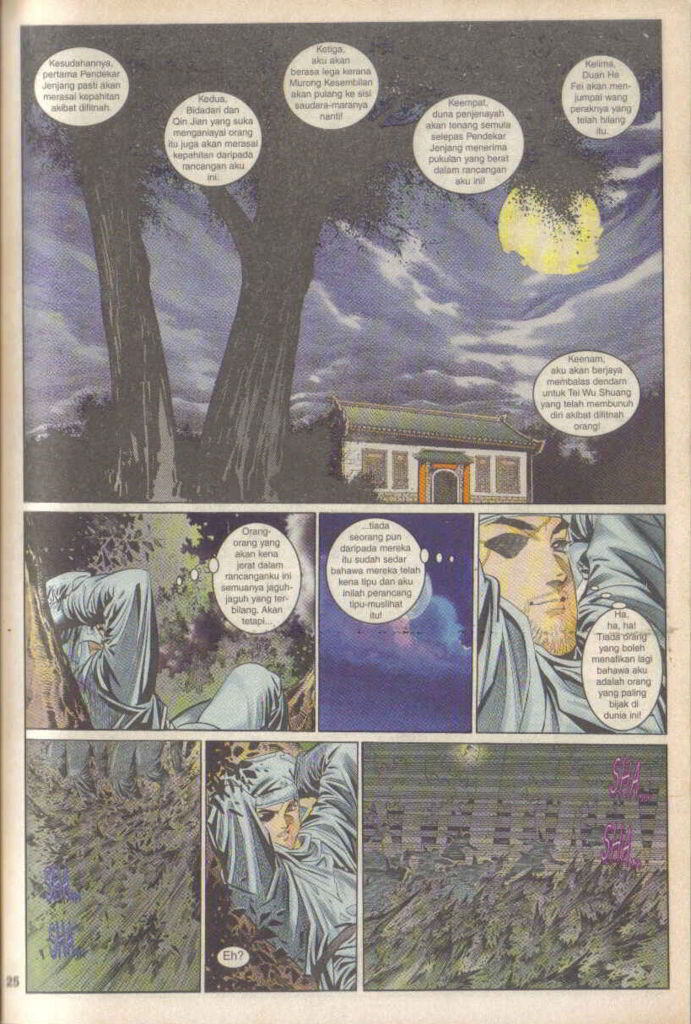 Kesudahannya,
pertama Pendekar
Jenjang pasti akan
merasai kepahitan
akibat difitnah.
Kedua,
Bidadari dan
Qin Jian yang suka
menganiayai orang
itu juga akan merasai
kepahitan daripada
rancangan aku
ini.
Ketiga,
aku akan
berasa lega kerana
Murong Kesembilan
akan pulang ke sisi
saudara-maranya
nanti!
Keempat,
duna penjenayah
akan tenang semula
selepas Pendekar
Jenjang menerima
pukulan yang berat
dalam rancangan
aku ini!
Kelima,
Duan Ha
Fei akan men-
jumpai wang
peraknya yang
telah hilang
itu.
Keenam,
aku akan berjaya
membalas dendam
untuk Tei Wu Shuang
yang telah membunuh
diri akibat difitnah
orang!
Orang-
orang yang
akan kena
jerat dalam
rancanganku ini
semuanya jaguh-
jaguh yang ter-
bilang. Akan
tetapi...
...tiada
seorang pun
daripada mereka
itu sudah sedar
bahawa mereka telah
kena tipu dan aku
inilah perancang
tipu-muslihat
itu!
Ha,
ha, ha!
Tiada orang
yang boleh
menafikan lagi
bahawa aku
adalah orang
yang paling
bijak di
dunia ini!
SHA...
SHA...
Eh?
SHA...
SHA...
25